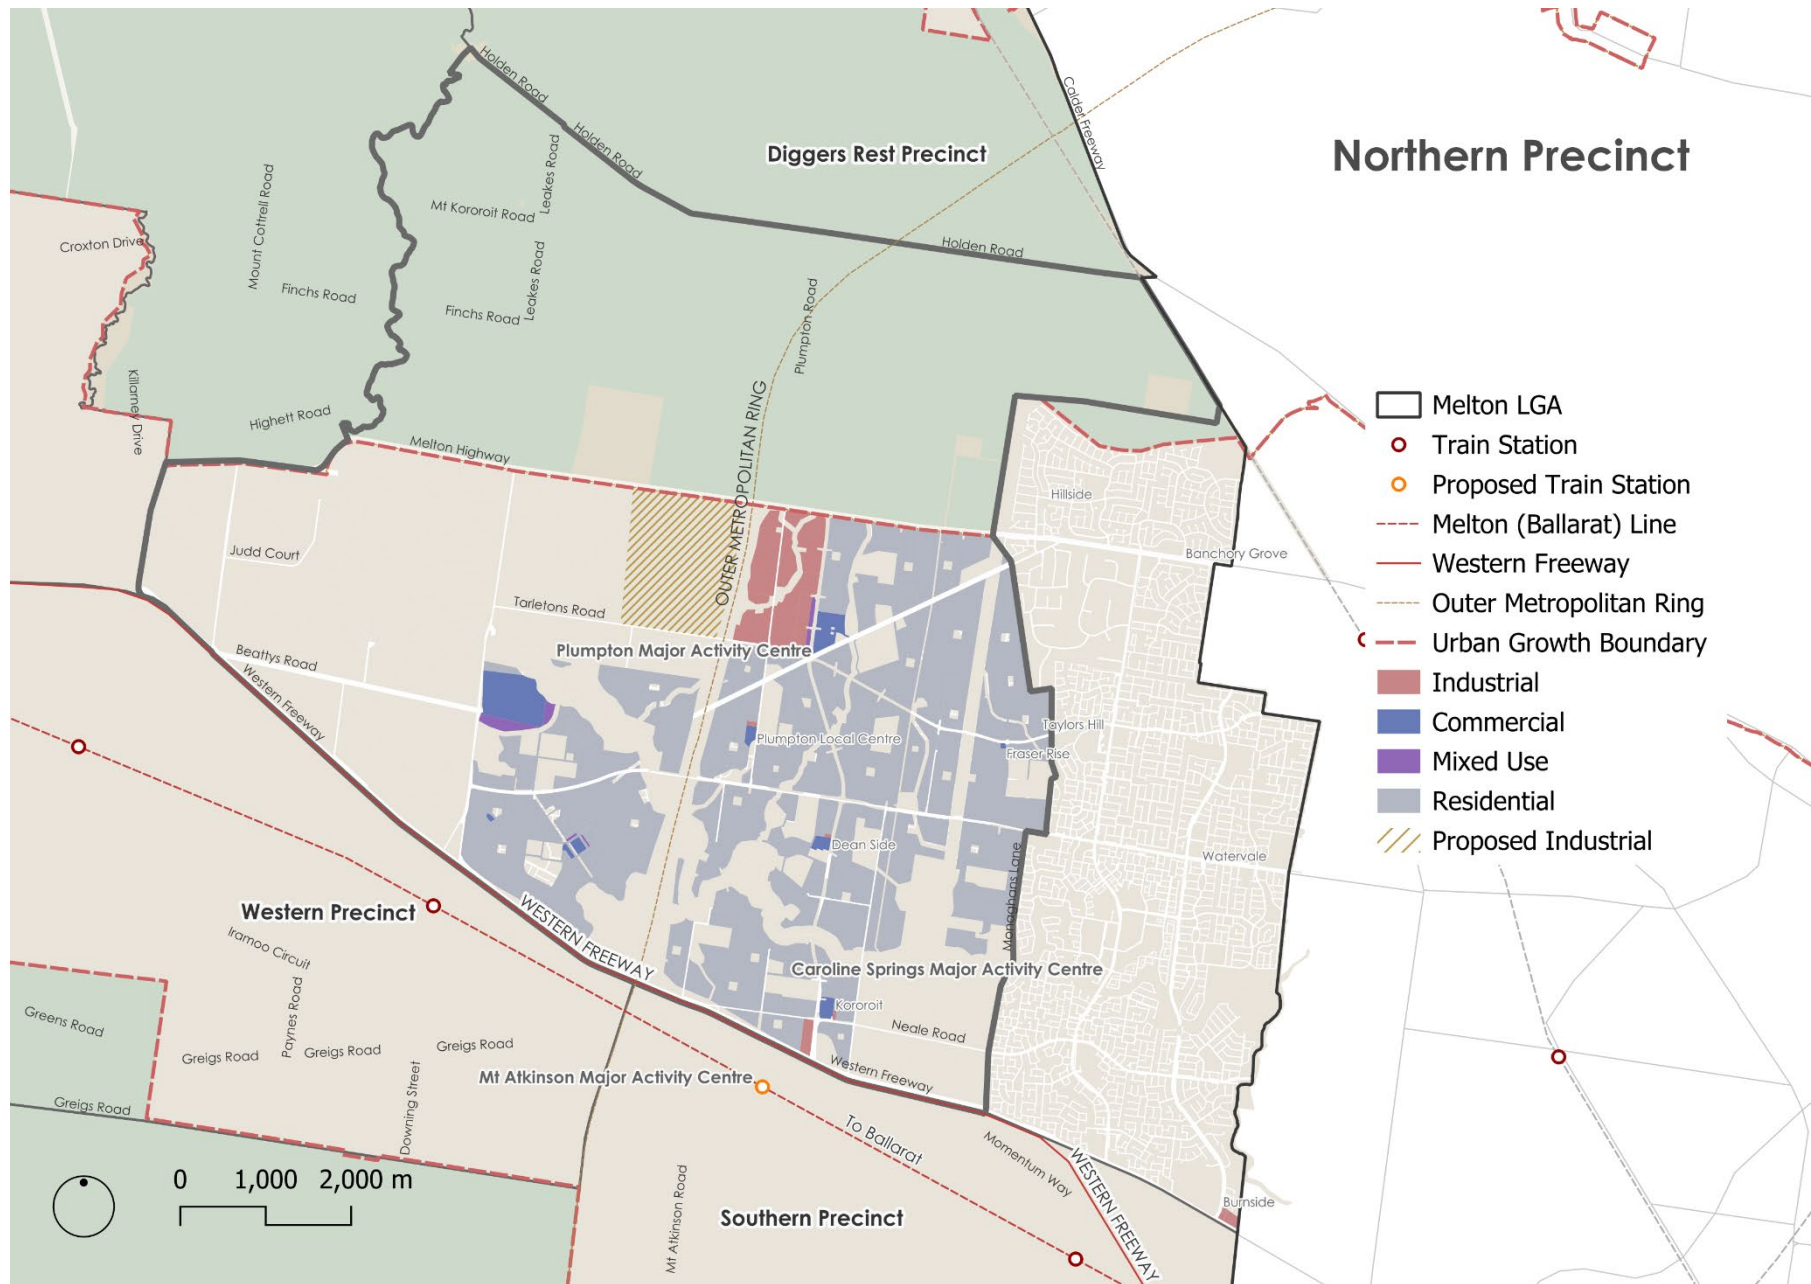 Northern Precinct
Holden Road
Calder Freeway
Holden Road
Diggers Rest Precinct
Leakes Road
Mount Cottrell Road
Mt Kororoit Road
Croxton Drive
Holden Road
Leakes Road
Finchs Road
Finchs Road
Plumpton Road
Killarney Drive
Highett Road
Melton Highway
OUTER METROPOLITAN RING
Hillside
Judd Court
Banchory Grove
Tarletons Road
Plumpton Major Activity Centre
Beattys Road
Western Freeway
Taylors Hill
Plumpton Local Centre
Fraser Rise
Dean Side
Watervale
Monaghans Lane
Western Precinct
WESTERN FREEWAY
Iramoo Circuit
Caroline Springs Major Activity Centre
Kororoit
Greens Road
Paynes Road
Neale Road
Greigs Road
Greigs Road
Greigs Road
Western Freeway
Mt Atkinson Major Activity Centre
Greigs Road
Downing Street
To Ballarat
Momentum Way
WESTERN FREEWAY
Mt Atkinson Road
Burnside
Southern Precinct
0 1,000 2,000 m
Melton LGA
Train Station
Proposed Train Station
Melton (Ballarat) Line
Western Freeway
Outer Metropolitan Ring
Urban Growth Boundary
Industrial
Commercial
Mixed Use
Residential
Proposed Industrial